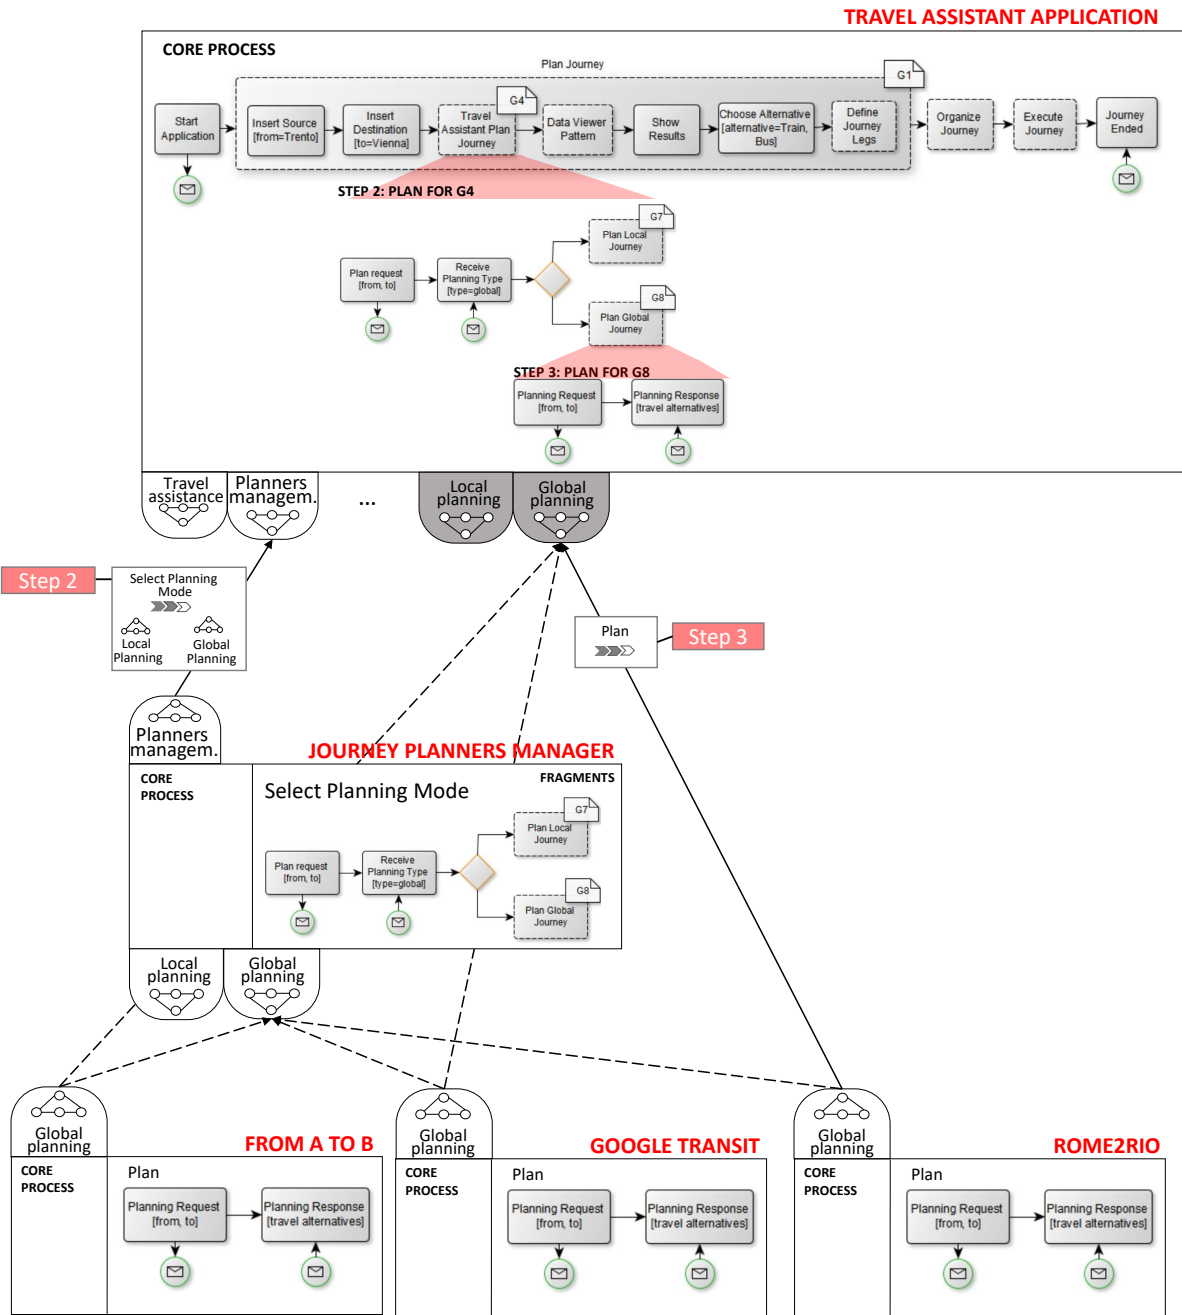 TRAVEL ASSISTANT APPLICATION
CORE PROCESS
Plan Journey
G1
G4
Start
Application
Insert Source
[from=Trento]
Insert
Destination
[to=Vienna]
Travel
Assistant Plan
Journey
Data Viewer
Pattern
Show
Results
Choose Alternative
[alternative=Train,
Bus]
Define
Journey
Legs
Organize
Journey
Execute
Journey
Journey
Ended
STEP 2: PLAN FOR G4
G7
Plan Local
Journey
Plan request
[from, to]
Receive
Planning Type
[type=global]
G8
Plan Global
Journey
STEP 3: PLAN FOR G8
Planning Request
[from, to]
Planning Response
[travel alternatives]
Travel
assistance
Planners
managem.
...
Local
planning
Global
planning
Step 2
Select Planning
Mode
Local
Planning
Global
Planning
Plan
Step 3
Planners
managem.
JOURNEY PLANNERS MANAGER
CORE
PROCESS
FRAGMENTS
Select Planning Mode
G7
Plan Local
Journey
Plan request
[from, to]
Receive
Planning Type
[type=global]
G8
Plan Global
Journey
Local
planning
Global
planning
Global
planning
FROM A TO B
CORE
PROCESS
Plan
Planning Request
[from, to]
Planning Response
[travel alternatives]
Global
planning
GOOGLE TRANSIT
CORE
PROCESS
Plan
Planning Request
[from, to]
Planning Response
[travel alternatives]
Global
planning
ROME2RIO
CORE
PROCESS
Plan
Planning Request
[from, to]
Planning Response
[travel alternatives]